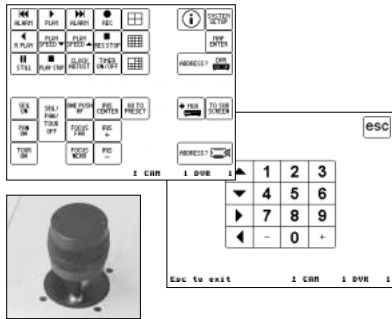 ALARM PLAY ALARM REC SYSTEM SETUP
R PLAY PLAY SPEED PLAY SPEED REC STOP MAP ENTER
STILL PLAY STOP CLOCK ADJUST TIMER ON/OFF ADDRESS? DVR
SEQ ON SEQ/ PAN/ TOUR OFF ONE PUSH AF IRIS CENTER GO TO PRESET MUX TO SUB SCREEN
PAN ON FOCUS FAR IRIS +
TOUR ON FOCUS NEAR IRIS - ADDRESS?
1 CAM 1 DVR 1
esc
1 2 3
4 5 6
7 8 9
- 0 +
Esc to exit 1 CAM 1 DVR 1